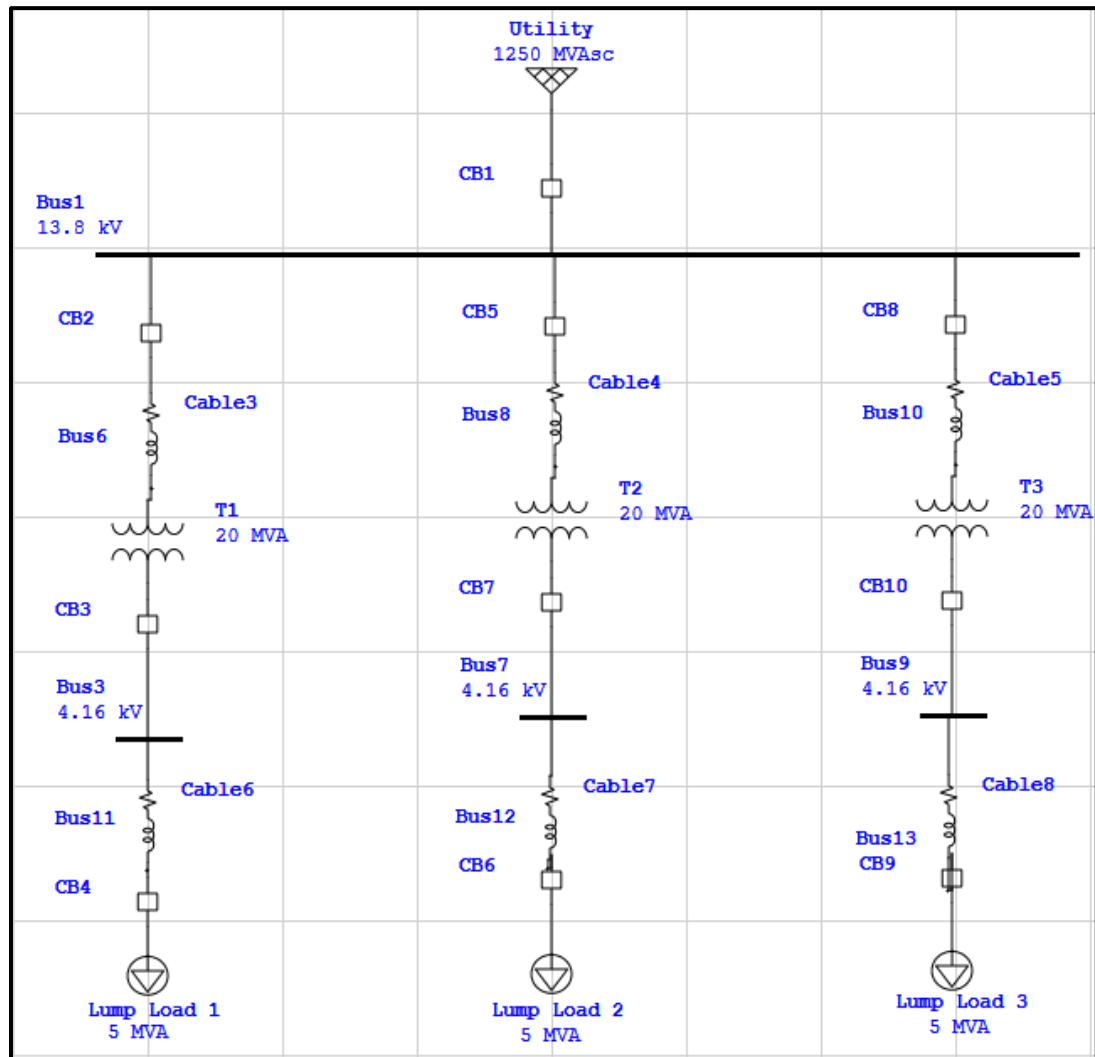 Utility
1250 MVAsc
CB1
Bus1
13.8 kV
CB2
CB5
CB8
Cable3
Cable4
Cable5
Bus6
Bus8
Bus10
T1
20 MVA
T2
20 MVA
T3
20 MVA
CB3
CB7
CB10
Bus3
4.16 kV
Bus7
4.16 kV
Bus9
4.16 kV
Cable6
Cable7
Cable8
Bus11
Bus12
Bus13
CB4
CB6
CB9
Lump Load 1
5 MVA
Lump Load 2
5 MVA
Lump Load 3
5 MVA